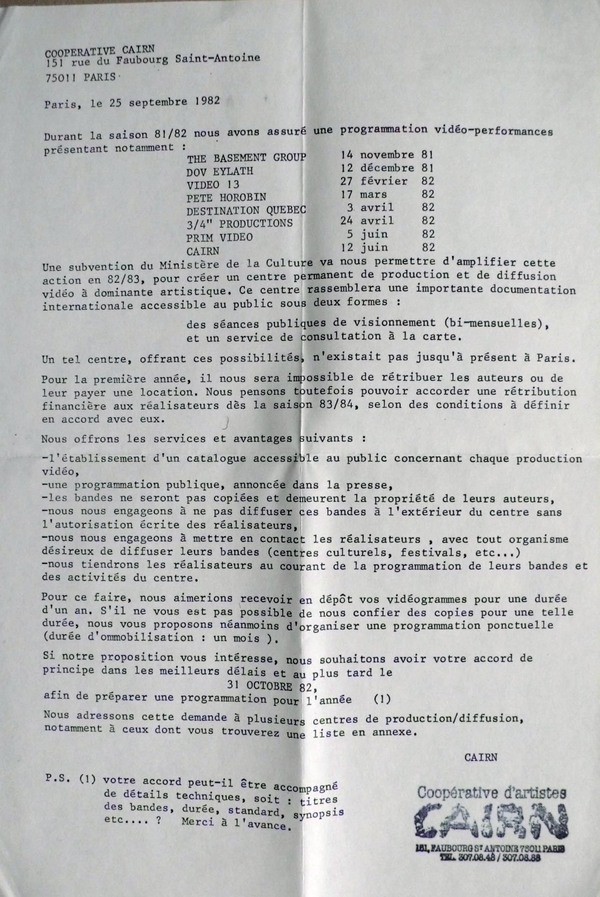 COOPERATIVE CAIRN
151 rue du Faubourg Saint-Antoine
75011 PARIS
Paris, le 25 septembre 1982
Durant la saison 81/82 nous avons assuré une programmation vidéo-performances
présentant notamment :
THE BASEMENT GROUP 14 novembre 81
DOV EYLATH 12 décembre 81
VIDEO 13 27 février 82
PETE HOROBIN 17 mars 82
DESTINATION QUEBEC 3 avril 82
3/4" PRODUCTIONS 24 avril 82
PRIM VIDEO 5 juin 82
CAIRN 12 juin 82
Une subvention du Ministère de la Culture va nous permettre d'amplifier cette
action en 82/83, pour créer un centre permanent de production et de diffusion
vidéo à dominante artistique. Ce centre rassemblera une importante documentation
internationale accessible au public sous deux formes :
des séances publiques de visionnement (bi-mensuelles),
et un service de consultation à la carte.
Un tel centre, offrant ces possibilités, n'existait pas jusqu'à présent à Paris.
Pour la première année, il nous sera impossible de rétribuer les auteurs ou de
leur payer une location. Nous pensons toutefois pouvoir accorder une rétribution
financière aux réalisateurs dès la saison 83/84, selon des conditions à définir
en accord avec eux.
Nous offrons les services et avantages suivants :
-l'établissement d'un catalogue accessible au public concernant chaque production
vidéo,
-une programmation publique, annoncée dans la presse,
-les bandes ne seront pas copiées et demeurent la propriété de leurs auteurs,
-nous nous engageons à ne pas diffuser ces bandes à l'extérieur du centre sans
l'autorisation écrite des réalisateurs,
-nous nous engageons à mettre en contact les réalisateurs , avec tout organisme
désireux de diffuser leurs bandes (centres culturels, festivals, etc...)
-nous tiendrons les réalisateurs au courant de la programmation de leurs bandes et
des activités du centre.
Pour ce faire, nous aimerions recevoir en dépôt vos vidéogrammes pour une durée
d'un an. S'il ne vous est pas possible de nous confier des copies pour une telle
durée, nous vous proposons néanmoins d'organiser une programmation ponctuelle
(durée d'ommobilisation : un mois ).
Si notre proposition vous intéresse, nous souhaitons avoir votre accord de
principe dans les meilleurs délais et au plus tard le
31 OCTOBRE 82,
afin de préparer une programmation pour l'année (1)
Nous adressons cette demande à plusieurs centres de production/diffusion,
notamment à ceux dont vous trouverez une liste en annexe.
CAIRN
P.S. (1) votre accord peut-il être accompagné
de détails techniques, soit : titres
des bandes, durée, standard, synopsis
etc.... ? Merci à l'avance.
Coopérative d'artistes
CAIRN
151, FAUBOURG ST ANTOINE 75011 PARIS
TEL. 307.08.48 / 307.08.88